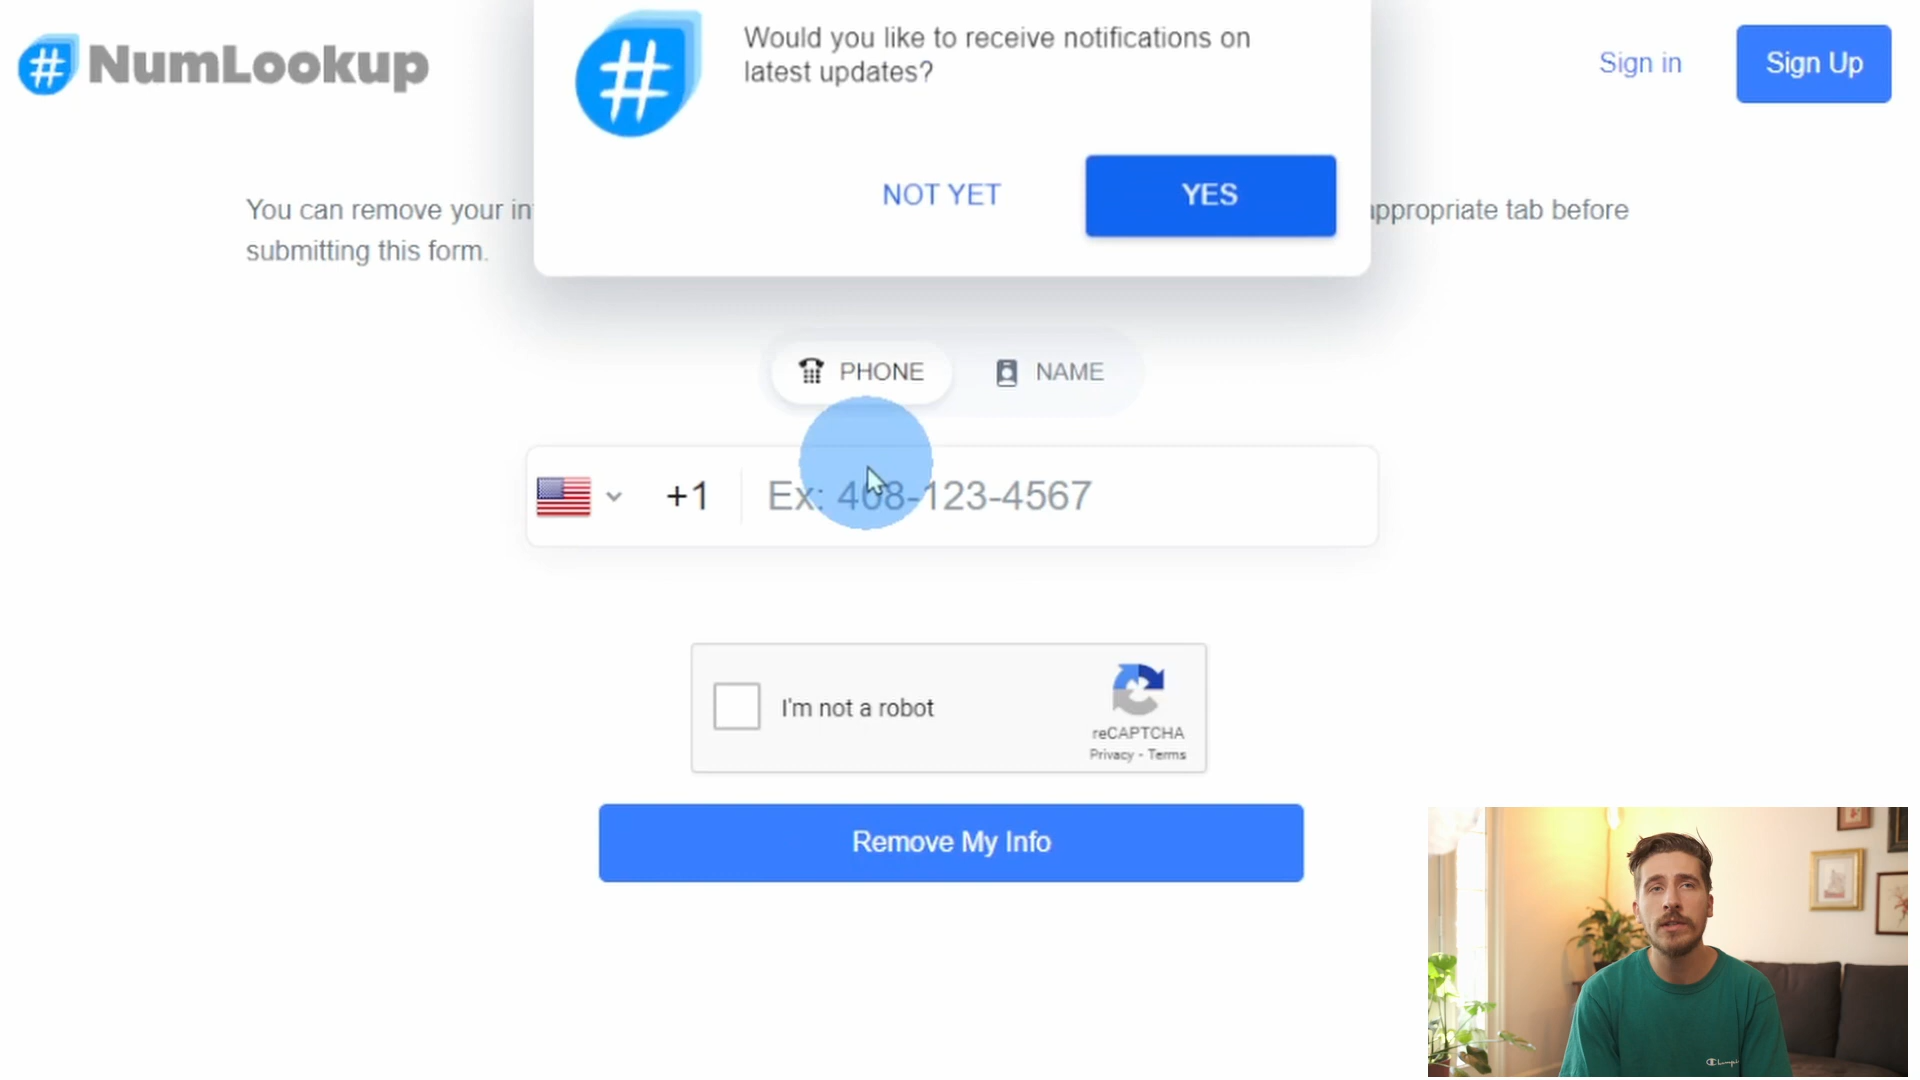 NumLookup
Would you like to receive notifications on
latest updates?
NOT YET
YES
Sign in
Sign Up
You can remove your in
appropriate tab before
submitting this form.
PHONE
NAME
+1
Ex: 408-123-4567
I'm not a robot
reCAPTCHA
Privacy - Terms
Remove My Info
Champi